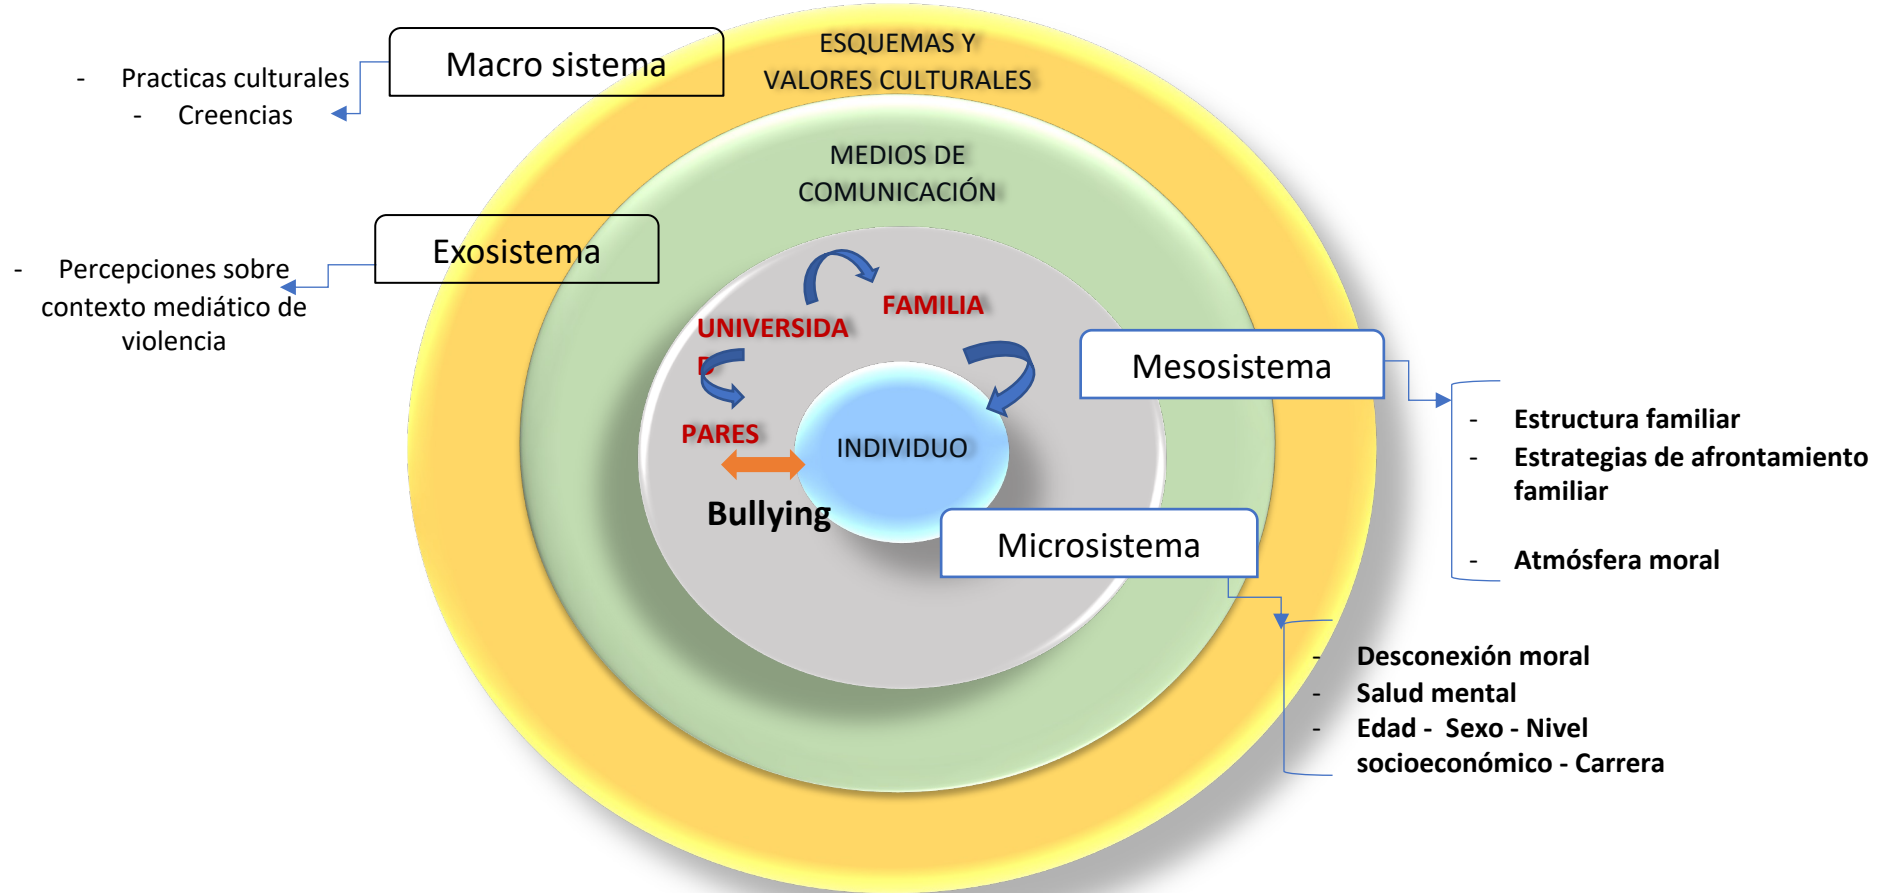 Macro sistema
- Practicas culturales
- Creencias
ESQUEMAS Y
VALORES CULTURALES
MEDIOS DE
COMUNICACIÓN
Exosistema
- Percepciones sobre
contexto mediático de
violencia
FAMILIA
UNIVERSIDA
D
PARES
INDIVIDUO
Bullying
Mesosistema
- Estructura familiar
- Estrategias de afrontamiento
familiar
- Atmósfera moral
Microsistema
- Desconexión moral
- Salud mental
- Edad - Sexo - Nivel
socioeconómico - Carrera